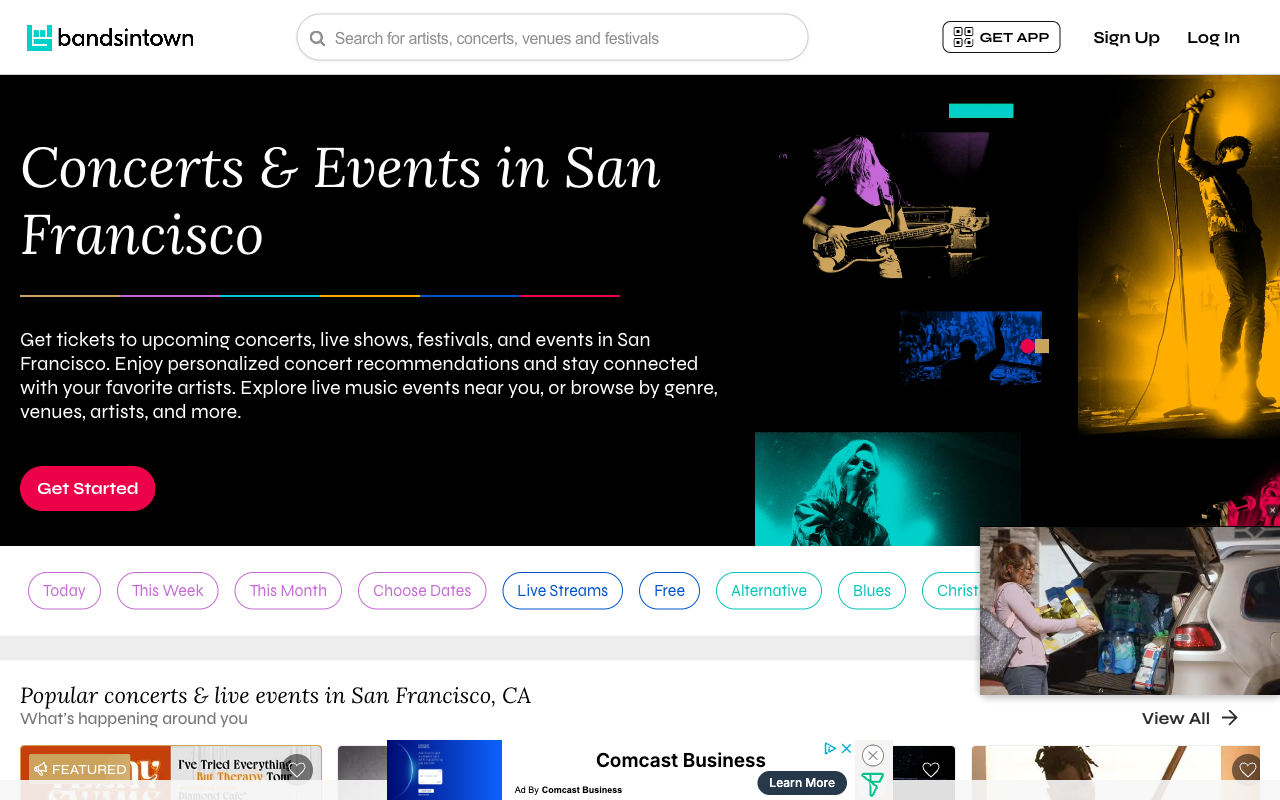 bandsintown
Search for artists, concerts, venues and festivals
GET APP
Sign Up
Log In
Concerts & Events in San
Francisco
Get tickets to upcoming concerts, live shows, festivals, and events in San
Francisco. Enjoy personalized concert recommendations and stay connected
with your favorite artists. Explore live music events near you, or browse by genre,
venues, artists, and more.
Get Started
Today
This Week
This Month
Choose Dates
Live Streams
Free
Alternative
Blues
Christ
Popular concerts & live events in San Francisco, CA
What's happening around you
View All
FEATURED
I've Tried Everything
But Therapy Tour
Diamond Cafe
Comcast Business
Ad By Comcast Business
Learn More